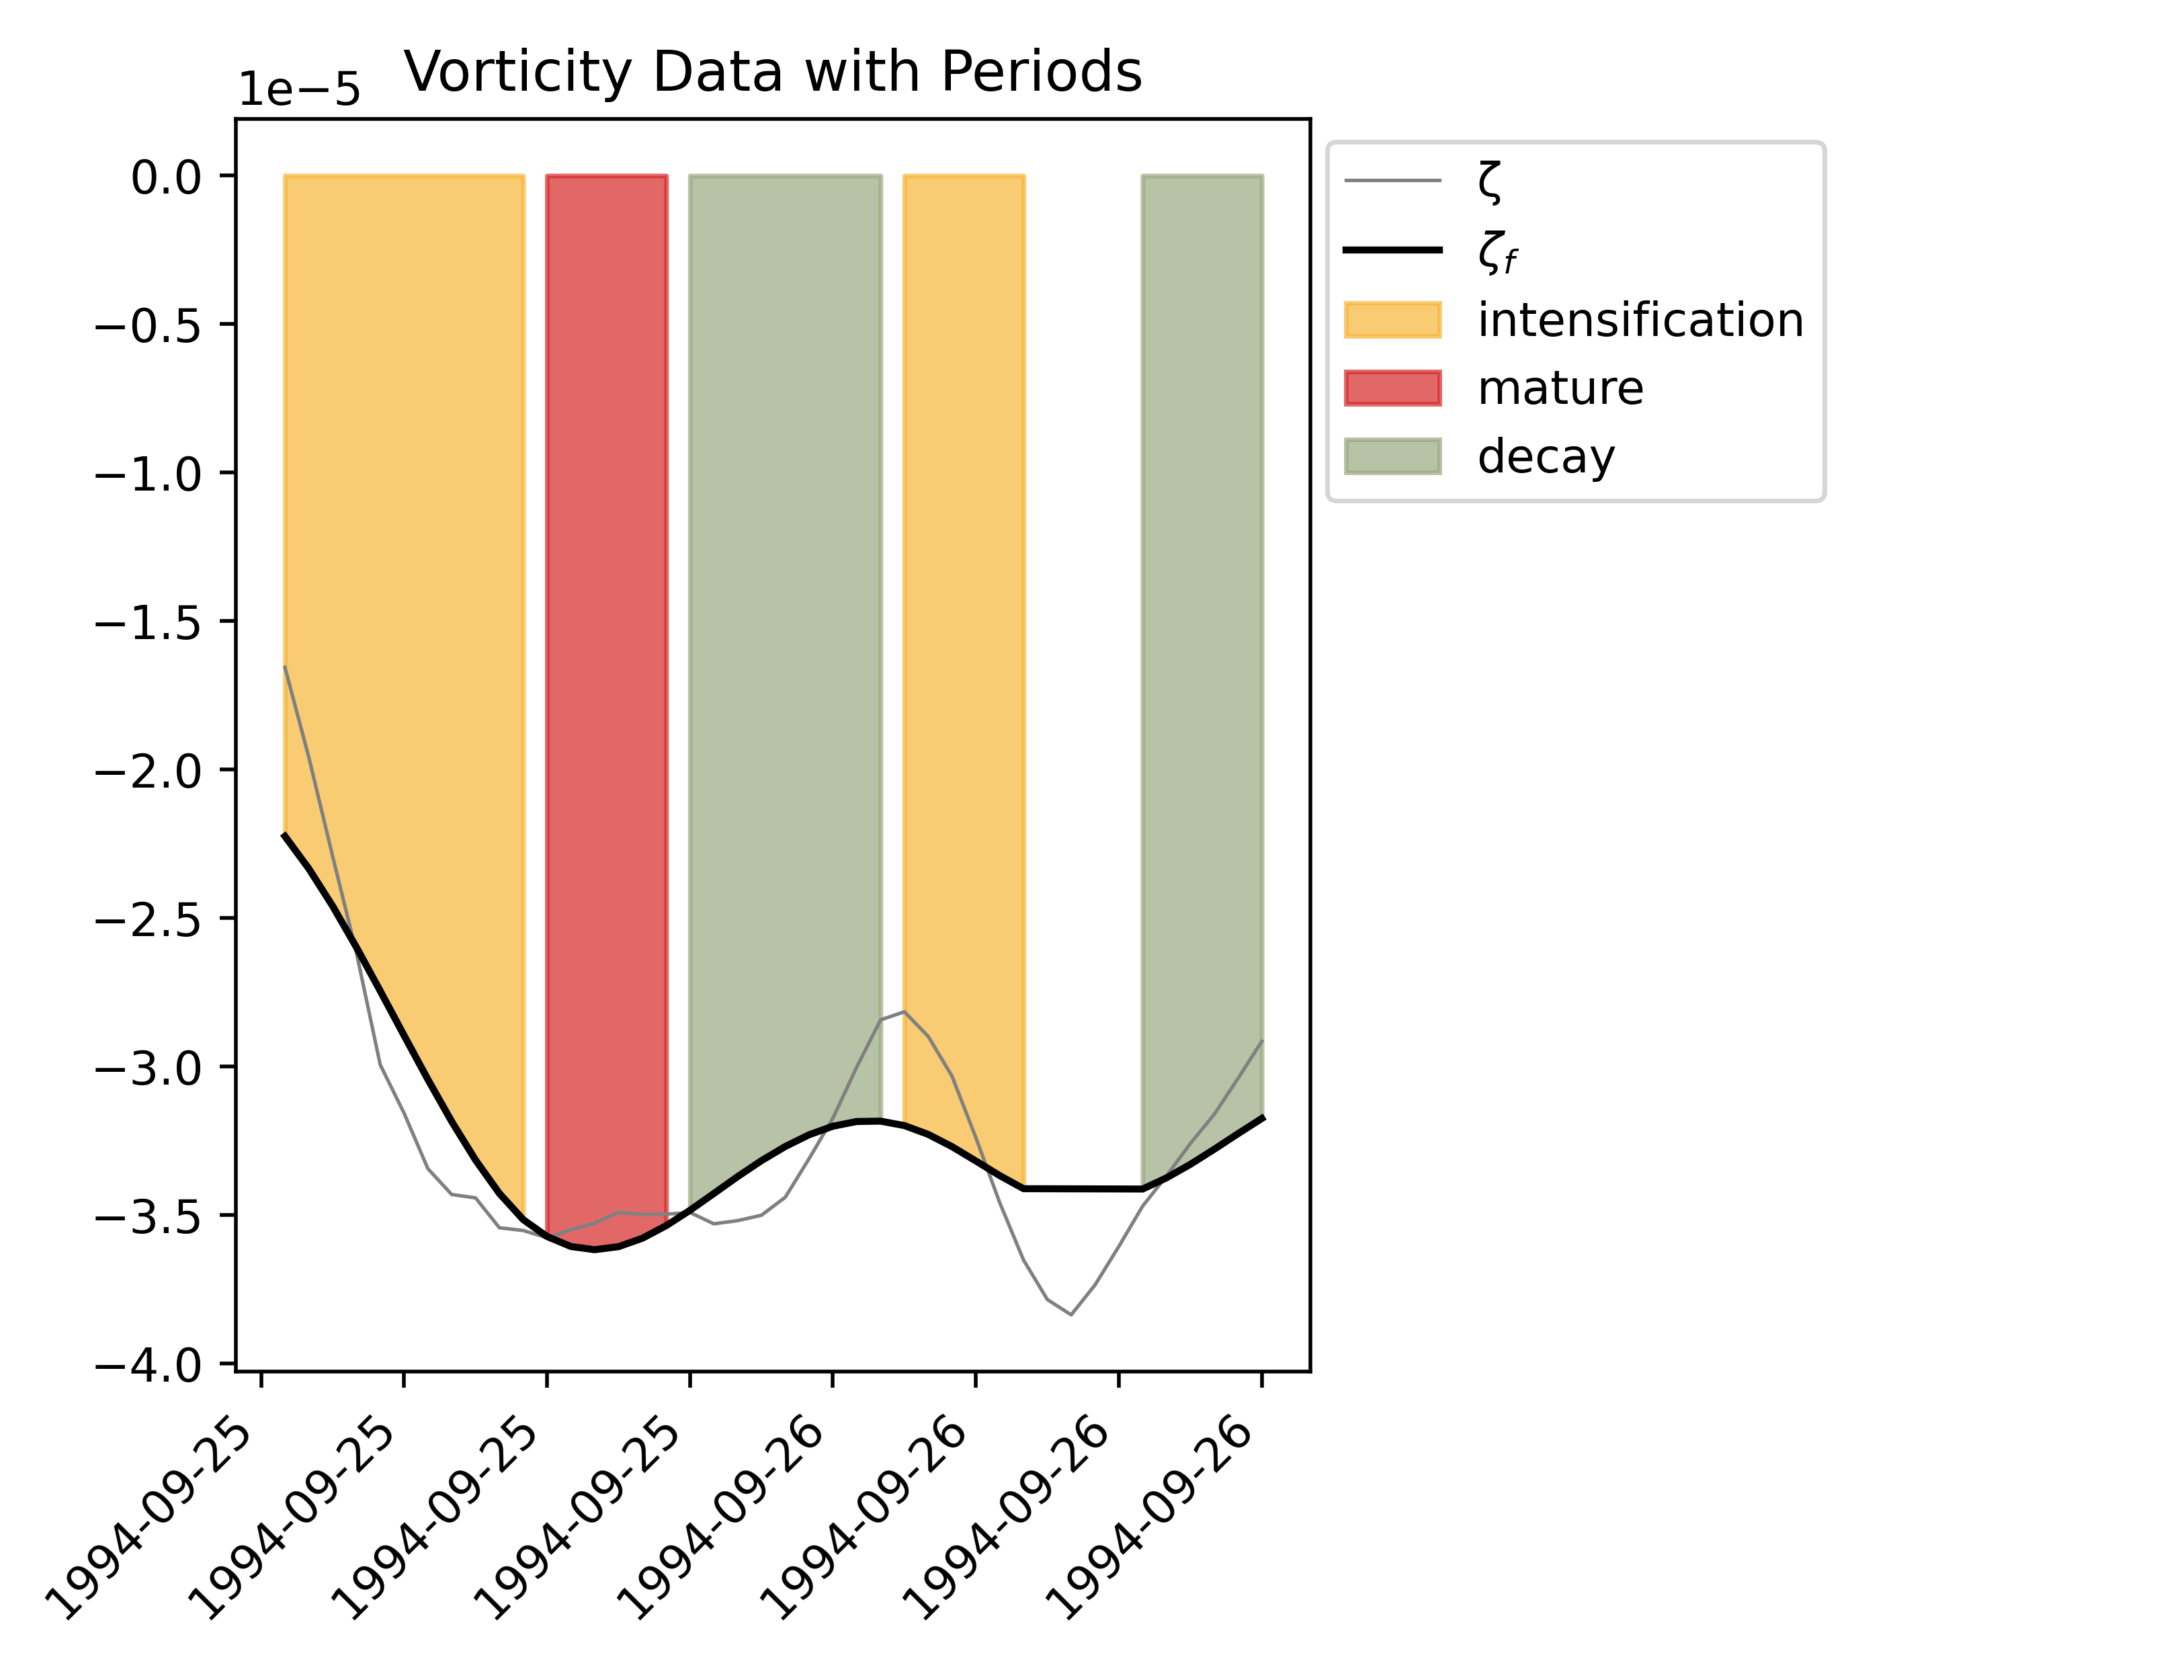 Vorticity Data with Periods
1e−5
0.0
−0.5
−1.0
−1.5
−2.0
−2.5
−3.0
−3.5
−4.0
1994-09-25
1994-09-25
1994-09-25
1994-09-25
1994-09-26
1994-09-26
1994-09-26
1994-09-26
ζ
ζf
intensification
mature
decay